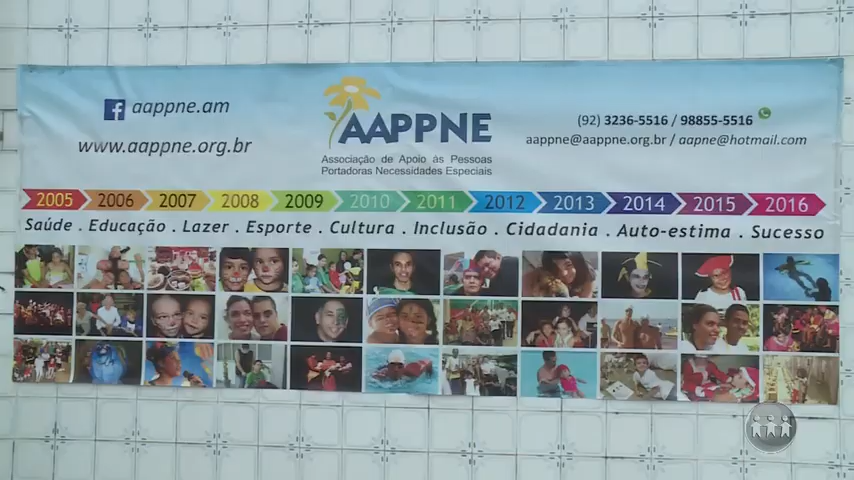 aappne.am
www.aappne.org.br
AAPPNE
Associação de Apoio às Pessoas
Portadoras Necessidades Especiais
(92) 3236-5516 / 98855-5516
aappne@aappne.org.br / aapne@hotmail.com
2005 2006 2007 2008 2009 2010 2011 2012 2013 2014 2015 2016
Saúde . Educação . Lazer . Esporte . Cultura . Inclusão . Cidadania . Auto-estima . Sucesso